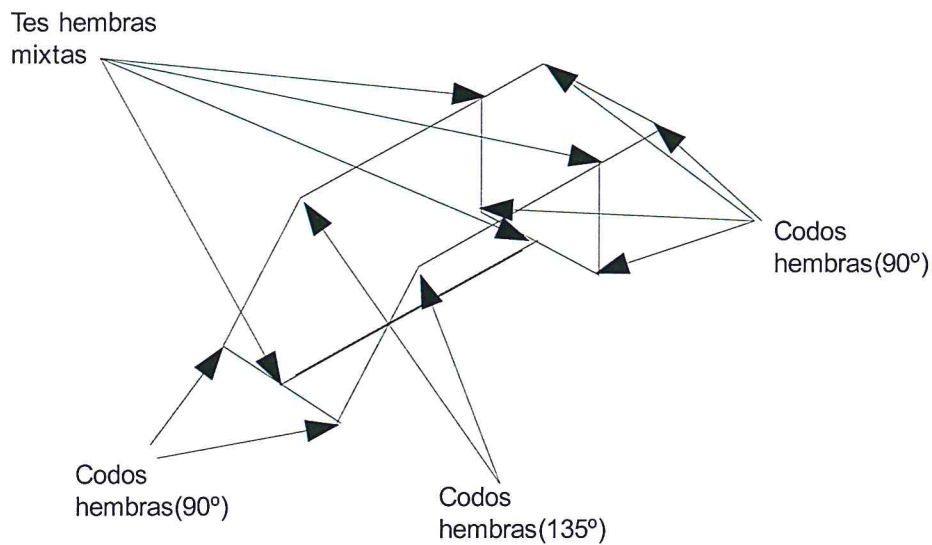 Tes hembras
mixtas
Codos
hembras(90º)
Codos
hembras(90º)
Codos
hembras(135º)